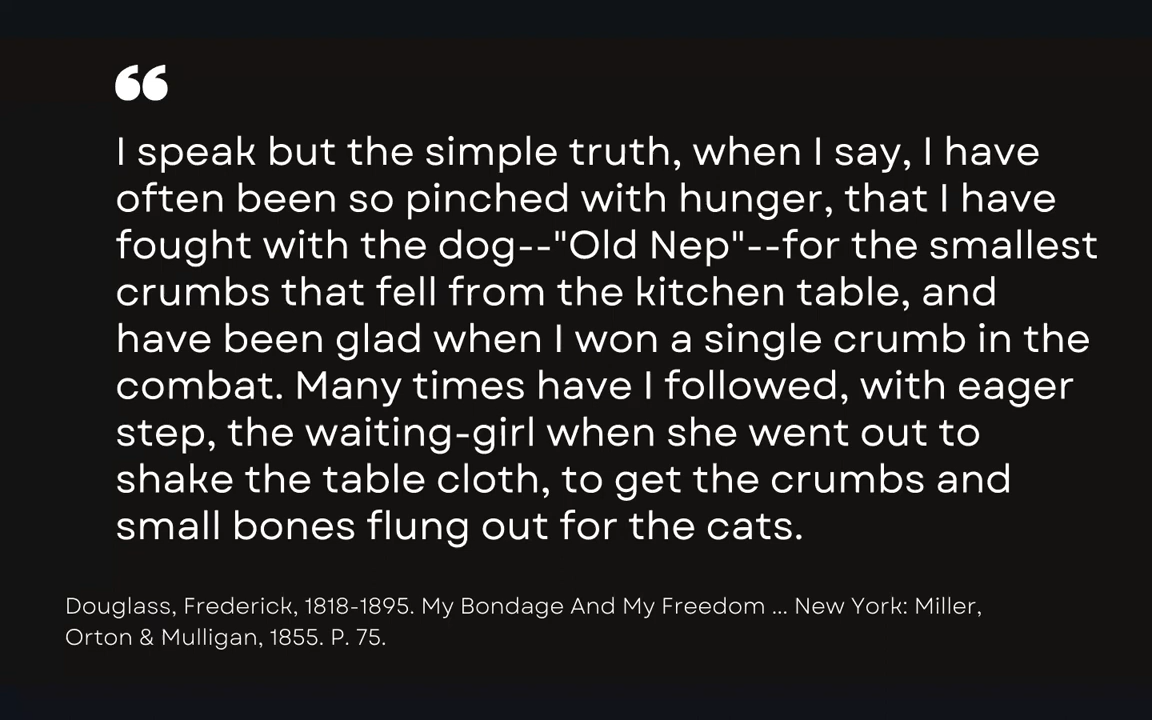 “
I speak but the simple truth, when I say, I have
often been so pinched with hunger, that I have
fought with the dog--"Old Nep"--for the smallest
crumbs that fell from the kitchen table, and
have been glad when I won a single crumb in the
combat. Many times have I followed, with eager
step, the waiting-girl when she went out to
shake the table cloth, to get the crumbs and
small bones flung out for the cats.
Douglass, Frederick, 1818-1895. My Bondage And My Freedom ... New York: Miller,
Orton & Mulligan, 1855. P. 75.